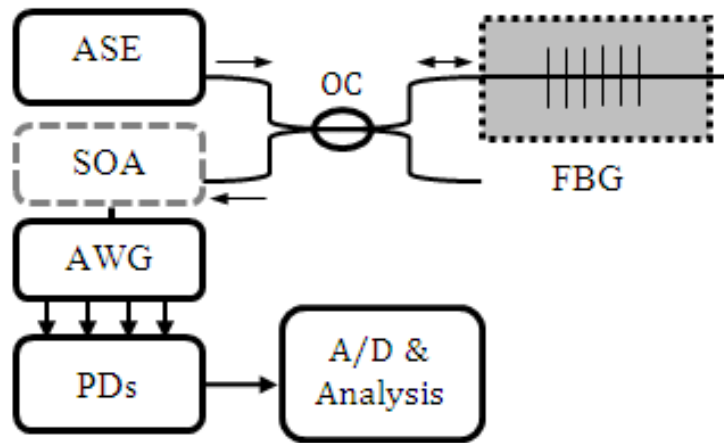 ASE
OC
SOA
FBG
AWG
PDs
A/D &
Analysis